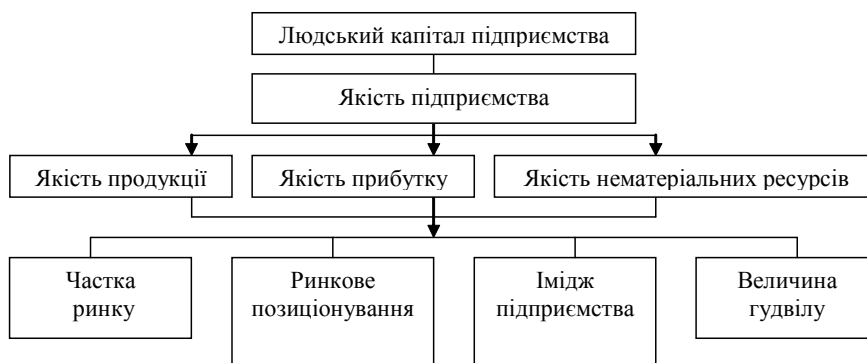 Людський капітал підприємства
Якість підприємства
Якість продукції
Якість прибутку
Якість нематеріальних ресурсів
Частка
ринку
Ринкове
позиціонування
Імідж
підприємства
Величина
гудвілу